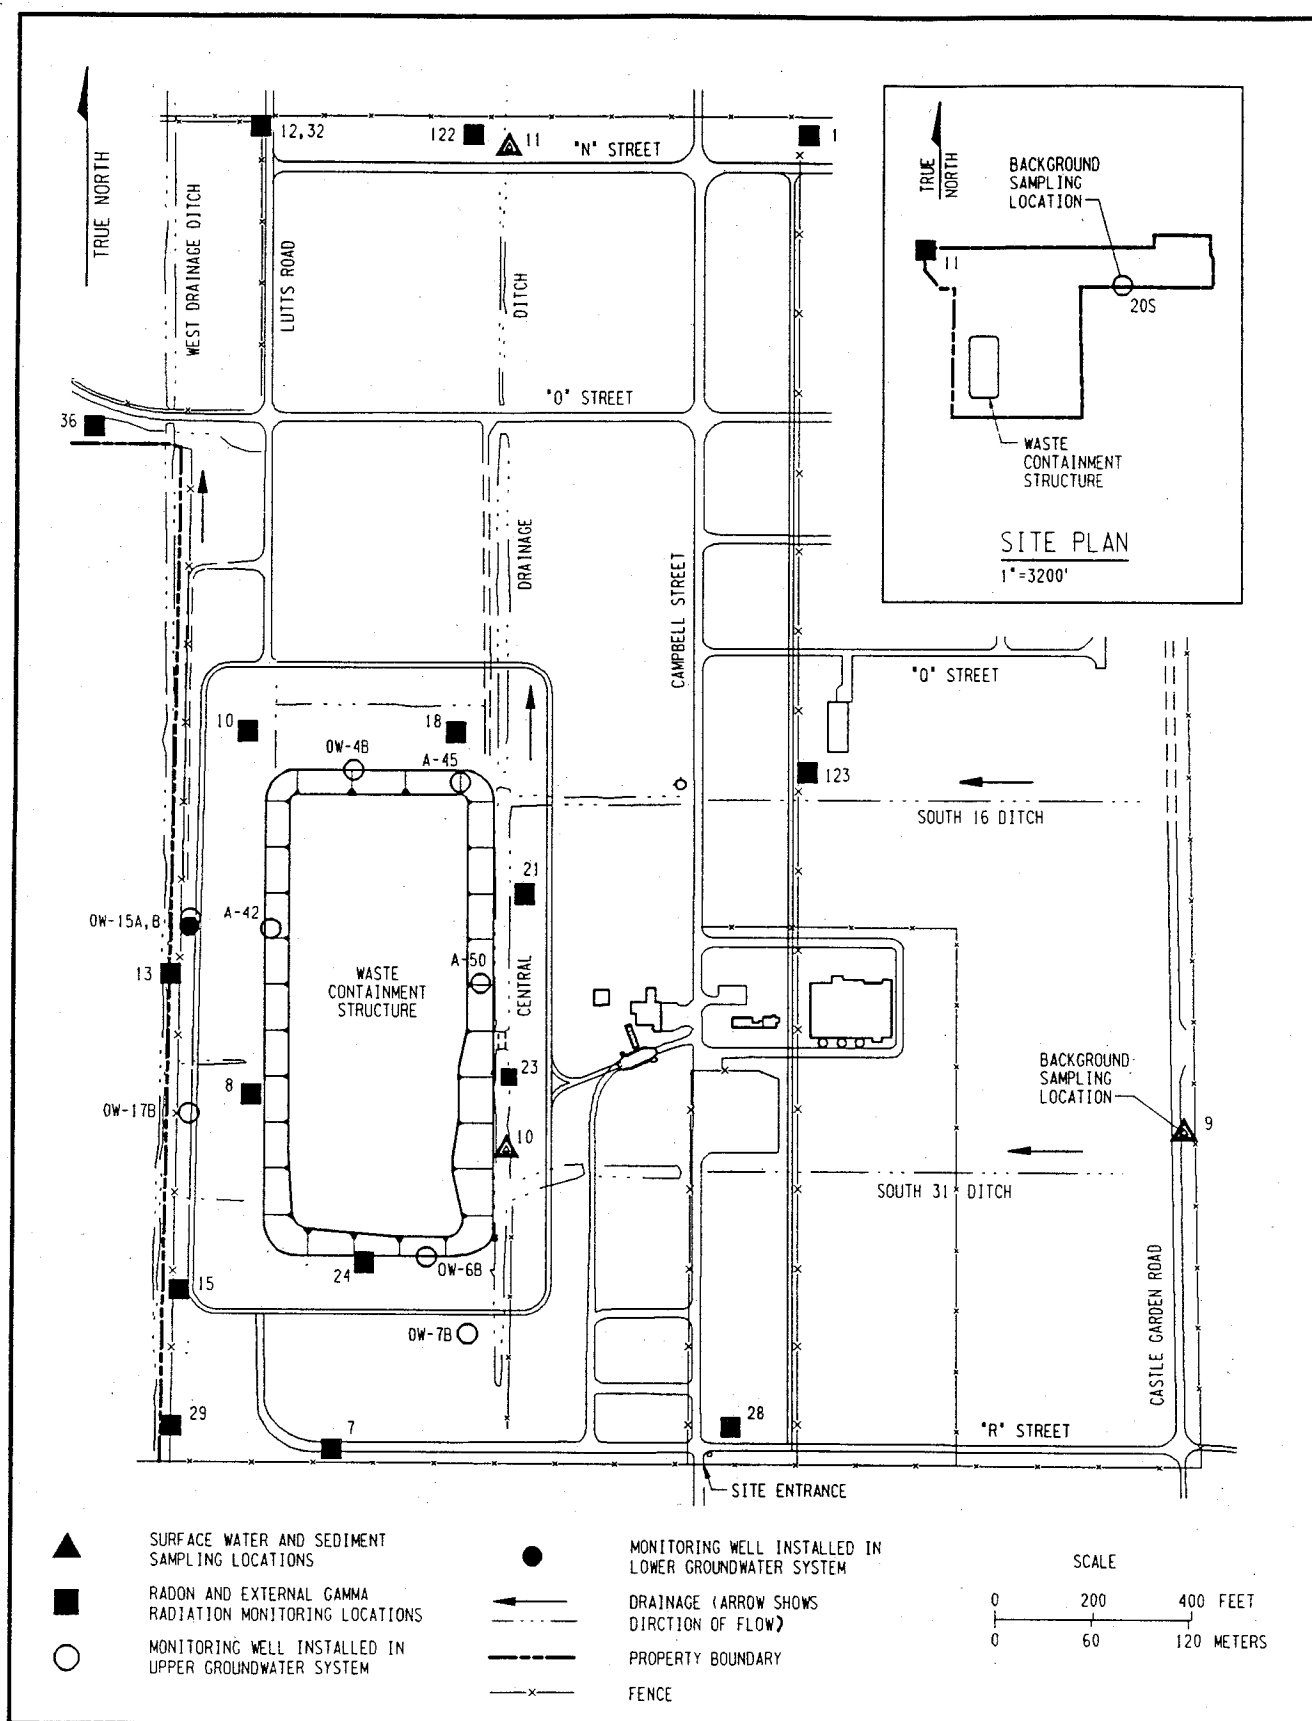 TRUE NORTH
WEST DRAINAGE DITCH
12,32
LUTTS ROAD
122
11
"N" STREET
1
DITCH
"O" STREET
36
DRAINAGE
CAMPBELL STREET
TRUE
NORTH
BACKGROUND
SAMPLING
LOCATION
11
20S
WASTE
CONTAINMENT
STRUCTURE
SITE PLAN
1"=3200'
"Q" STREET
10
18
OW-4B
A-45
123
SOUTH 16 DITCH
21
OW-15A,B
A-42
13
A-50
WASTE
CONTAINMENT
STRUCTURE
CENTRAL
23
8
OW-17B
10
BACKGROUND
SAMPLING
LOCATION
9
SOUTH 31 DITCH
24
OW-6B
15
OW-7B
CASTLE GARDEN ROAD
29
7
28
"R" STREET
SITE ENTRANCE
SURFACE WATER AND SEDIMENT
SAMPLING LOCATIONS
RADON AND EXTERNAL GAMMA
RADIATION MONITORING LOCATIONS
MONITORING WELL INSTALLED IN
UPPER GROUNDWATER SYSTEM
MONITORING WELL INSTALLED IN
LOWER GROUNDWATER SYSTEM
DRAINAGE (ARROW SHOWS
DIRCTION OF FLOW)
PROPERTY BOUNDARY
FENCE
SCALE
0 200 400 FEET
0 60 120 METERS